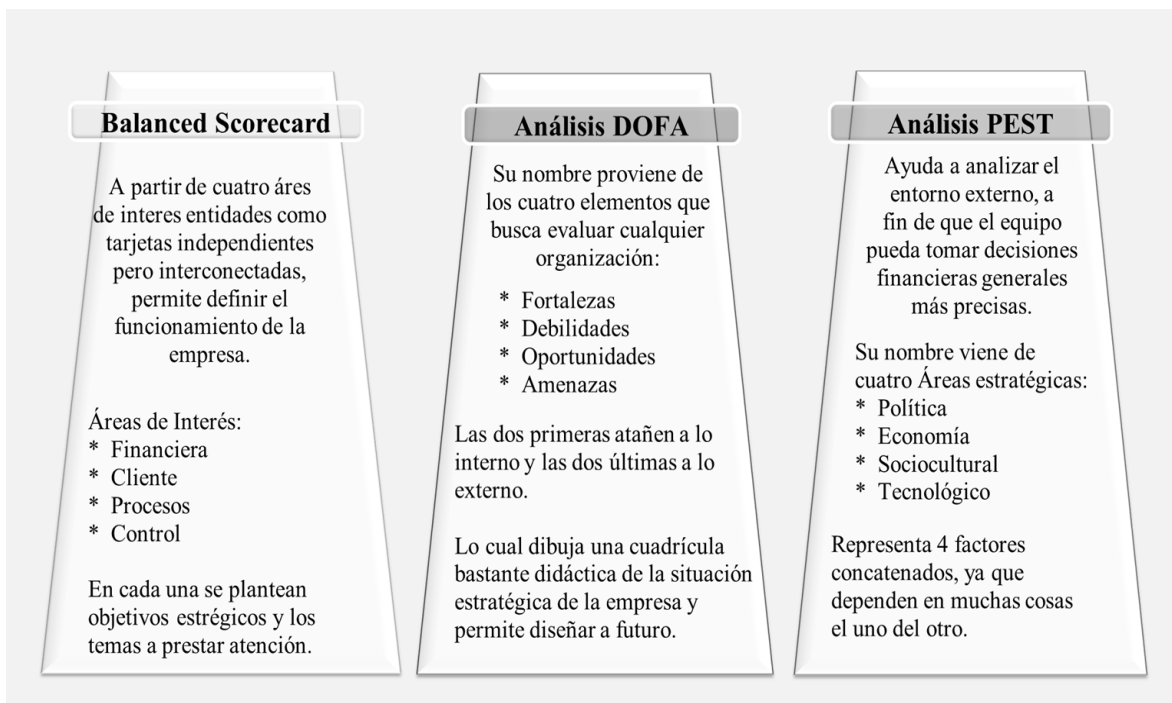 Balanced Scorecard
A partir de cuatro áres
de interes entidades como
tarjetas independientes
pero interconectadas,
permite definir el
funcionamiento de la
empresa.
Áreas de Interés:
* Financiera
* Cliente
* Procesos
* Control
En cada una se plantean
objetivos estrégicos y los
temas a prestar atención.
Análisis DOFA
Su nombre proviene de
los cuatro elementos que
busca evaluar cualquier
organización:
* Fortalezas
* Debilidades
* Oportunidades
* Amenazas
Las dos primeras atañen a lo
interno y las dos últimas a lo
externo.
Lo cual dibuja una cuadrícula
bastante didáctica de la situación
estratégica de la empresa y
permite diseñar a futuro.
Análisis PEST
Ayuda a analizar el
entorno externo, a
fin de que el equipo
pueda tomar decisiones
financieras generales
más precisas.
Su nombre viene de
cuatro Áreas estratégicas:
* Política
* Economía
* Sociocultural
* Tecnológico
Representa 4 factores
concatenados, ya que
dependen en muchas cosas
el uno del otro.